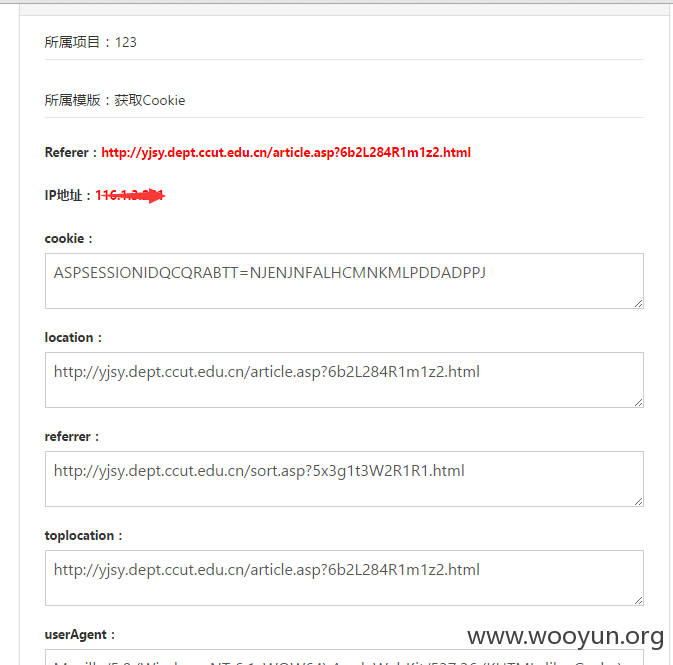 所属项目：123
所属模版：获取Cookie
Referer：http://yjsy.dept.ccut.edu.cn/article.asp?6b2L284R1m1z2.html
IP地址：
cookie：
ASPSESSIONIDQCQRABTT=NJENJNFALHCMNKMLPDDADPPJ
location：
http://yjsy.dept.ccut.edu.cn/article.asp?6b2L284R1m1z2.html
referrer：
http://yjsy.dept.ccut.edu.cn/sort.asp?5x3g1t3W2R1R1.html
toplocation：
http://yjsy.dept.ccut.edu.cn/article.asp?6b2L284R1m1z2.html
userAgent：
www.wooyun.org